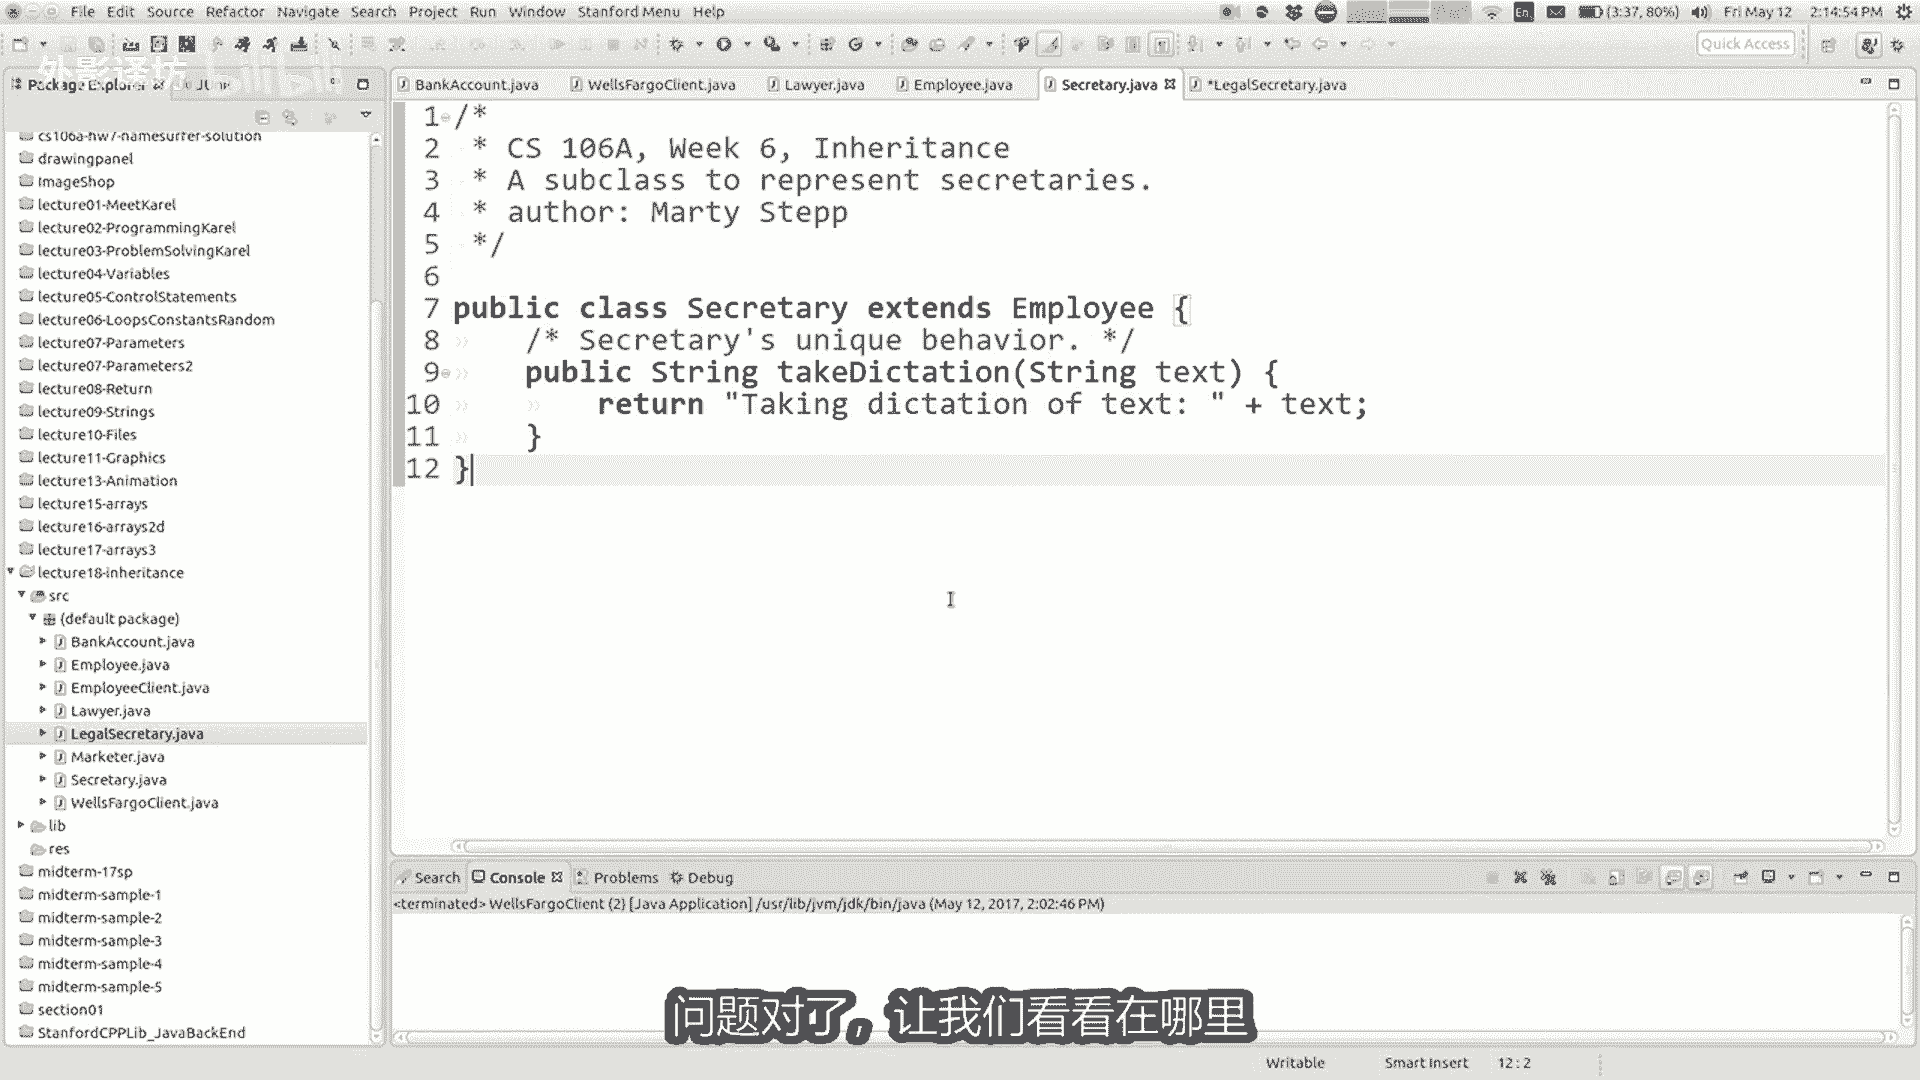 File Edit Source Refactor Navigate Search Project Run Window Stanford Menu Help
En (3:37, 80%) Fri May 12 2:14:54 PM
Quick Access
外影译坊 bilibili
Package Explorer
BankAccount.java WellsFargoClient.java Lawyer.java Employee.java Secretary.java *LegalSecretary.java
cs106a-hw7-namesurfer-solution
drawingpanel
ImageShop
lecture01-MeetKarel
lecture02-ProgrammingKarel
lecture03-ProblemSolvingKarel
lecture04-Variables
lecture05-ControlStatements
lecture06-LoopsConstantsRandom
lecture07-Parameters
lecture07-Parameters2
lecture08-Return
lecture09-Strings
lecture10-Files
lecture11-Graphics
lecture13-Animation
lecture15-arrays
lecture16-arrays2d
lecture17-arrays3
lecture18-inheritance
src
(default package)
BankAccount.java
Employee.java
EmployeeClient.java
Lawyer.java
LegalSecretary.java
Marketer.java
Secretary.java
WellsFargoClient.java
lib
res
midterm-17sp
midterm-sample-1
midterm-sample-2
midterm-sample-3
midterm-sample-4
midterm-sample-5
section01
StanfordCPPLib_JavaBackEnd
1 /*
2 * CS 106A, Week 6, Inheritance
3 * A subclass to represent secretaries.
4 * author: Marty Stepp
5 */
6
7 public class Secretary extends Employee {
8 /* Secretary's unique behavior. */
9 public String takeDictation(String text) {
10 return "Taking dictation of text: " + text;
11 }
12 }
Search Console Problems Debug
<terminated> WellsFargoClient (2) [Java Application] /usr/lib/jvm/jdk/bin/java (May 12, 2017, 2:02:46 PM)
问题对了，让我们看看在哪里
Writable Smart Insert 12 : 2